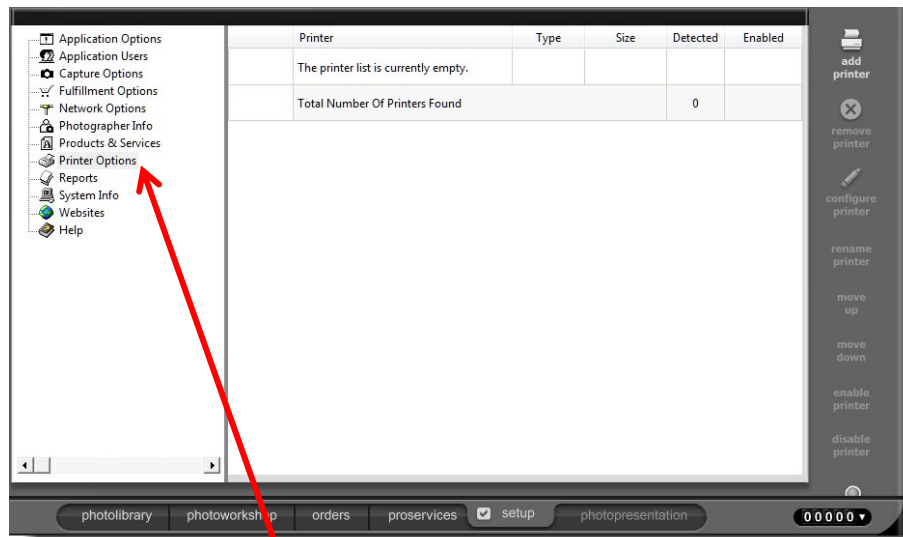 Application Options
Application Users
Capture Options
Fulfillment Options
Network Options
Photographer Info
Products & Services
Printer Options
Reports
System Info
Websites
Help
Printer Type Size Detected Enabled
The printer list is currently empty.
Total Number Of Printers Found 0
add
printer
remove
printer
configure
printer
rename
printer
move
up
move
down
enable
printer
disable
printer
photolibrary photoworkshop orders proservices setup photopresentation
00000